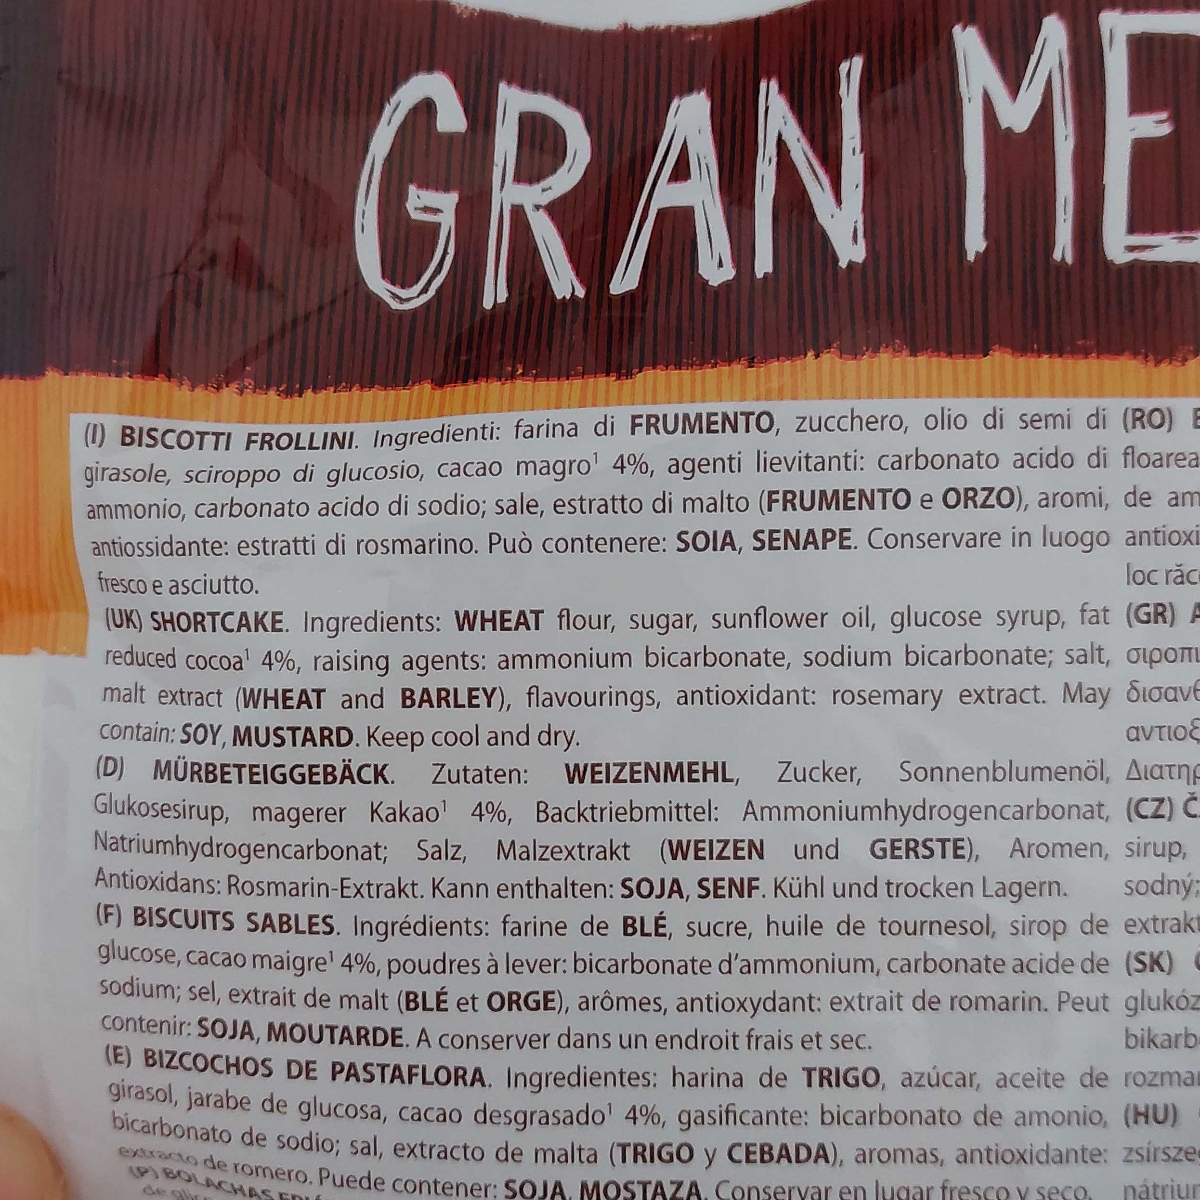 GRAN ME
(I) BISCOTTI FROLLINI. Ingredienti: farina di FRUMENTO, zucchero, olio di semi di
girasole, sciroppo di glucosio, cacao magro¹ 4%, agenti lievitanti: carbonato acido di
ammonio, carbonato acido di sodio; sale, estratto di malto (FRUMENTO e ORZO), aromi,
antiossidante: estratti di rosmarino. Può contenere: SOIA, SENAPE. Conservare in luogo
fresco e asciutto.
(UK) SHORTCAKE. Ingredients: WHEAT flour, sugar, sunflower oil, glucose syrup, fat
reduced cocoa¹ 4%, raising agents: ammonium bicarbonate, sodium bicarbonate; salt,
malt extract (WHEAT and BARLEY), flavourings, antioxidant: rosemary extract. May
contain: SOY, MUSTARD. Keep cool and dry.
(D) MÜRBETEIGGEBÄCK. Zutaten: WEIZENMEHL, Zucker, Sonnenblumenöl,
Glukosesirup, magerer Kakao¹ 4%, Backtriebmittel: Ammoniumhydrogencarbonat,
Natriumhydrogencarbonat; Salz, Malzextrakt (WEIZEN und GERSTE), Aromen,
Antioxidans: Rosmarin-Extrakt. Kann enthalten: SOJA, SENF. Kühl und trocken Lagern.
(F) BISCUITS SABLES. Ingrédients: farine de BLÉ, sucre, huile de tournesol, sirop de
glucose, cacao maigre¹ 4%, poudres à lever: bicarbonate d'ammonium, carbonate acide de
sodium; sel, extrait de malt (BLÉ et ORGE), arômes, antioxydant: extrait de romarin. Peut
contenir: SOJA, MOUTARDE. A conserver dans un endroit frais et sec.
(E) BIZCOCHOS DE PASTAFLORA. Ingredientes: harina de TRIGO, azúcar, aceite de
girasol, jarabe de glucosa, cacao desgrasado¹ 4%, gasificante: bicarbonato de amonio,
bicarbonato de sodio; sal, extracto de malta (TRIGO y CEBADA), aromas, antioxidante:
extracto de romero. Puede contener: SOJA, MOSTAZA. Conservar en lugar fresco y seco.
(P) BOLACHAS
(RO)
floarea
de am
antioxi
loc răc
(GR)
σιροπι
δισανθ
αντιοξ
Διατηρ
(CZ)
sirup,
sodný;
extrakt
(SK)
glukóz
bikarb
rozmar
(HU)
zsírsze
nátriu